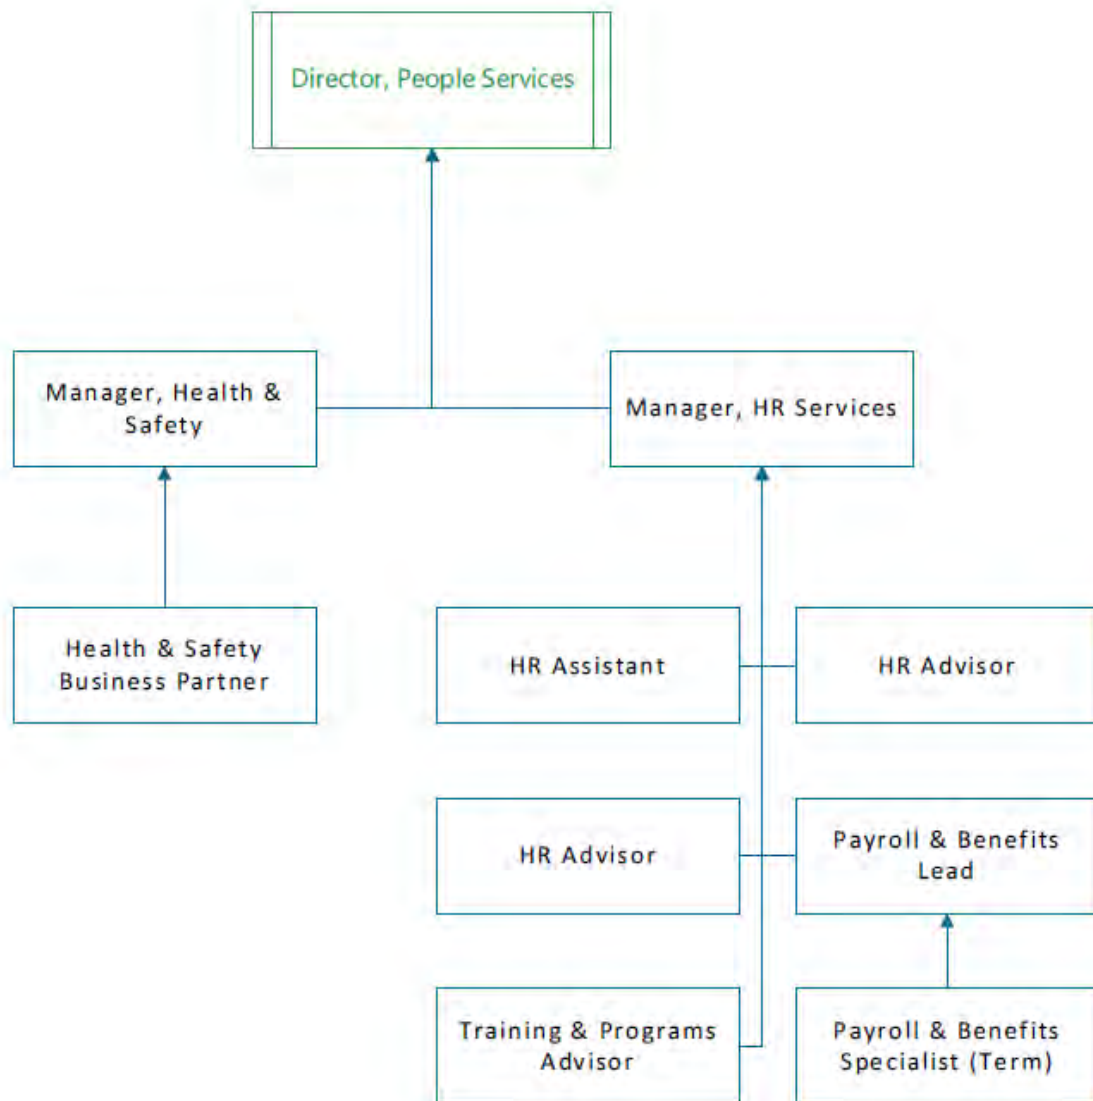 Director, People Services
Manager, Health &
Safety
Manager, HR Services
Health & Safety
Business Partner
HR Assistant
HR Advisor
HR Advisor
Payroll & Benefits
Lead
Training & Programs
Advisor
Payroll & Benefits
Specialist (Term)